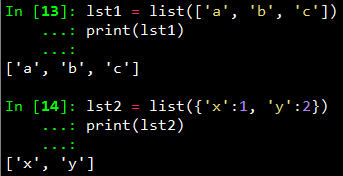 In [13]: lst1 = list(['a', 'b', 'c'])
    ...: print(lst1)
    ...:
['a', 'b', 'c']
In [14]: lst2 = list({'x':1, 'y':2})
    ...: print(lst2)
    ...:
['x', 'y']